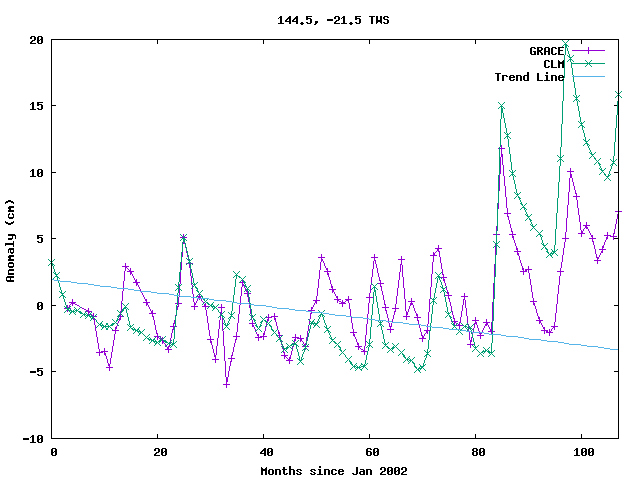 144.5, -21.5 TWS
GRACE
CLM
Trend Line
20
15
10
5
0
-5
-10
Anomaly (cm)
0 20 40 60 80 100
Months since Jan 2002